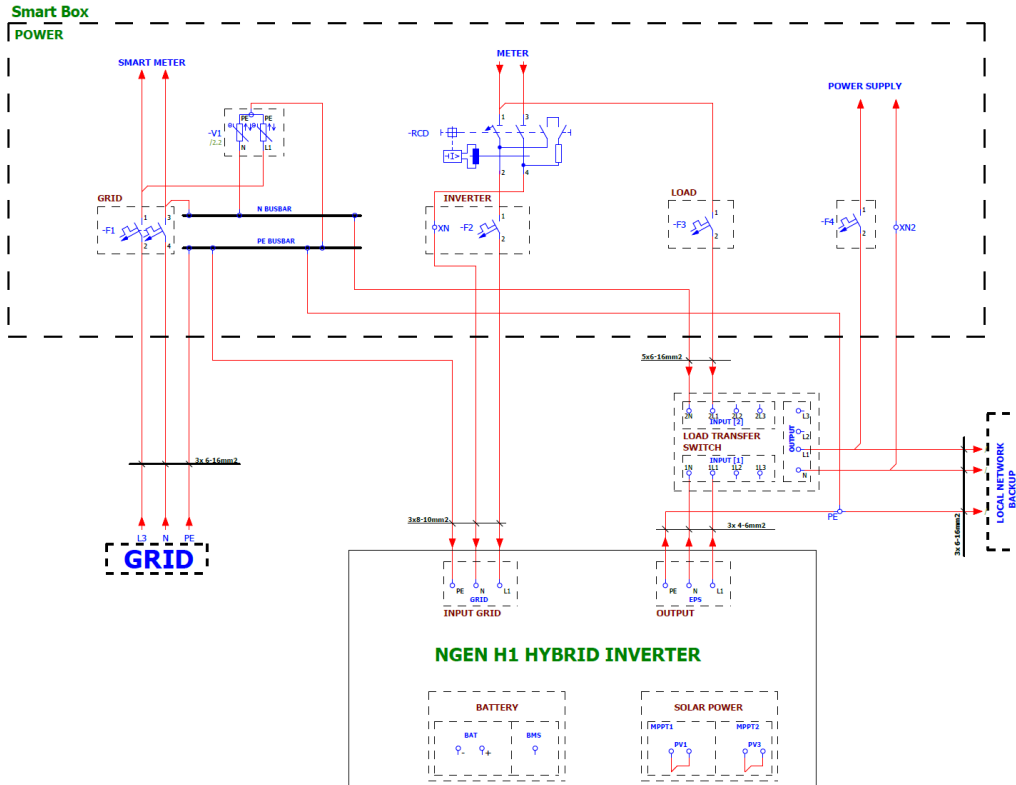 Smart Box
POWER
SMART METER
METER
POWER SUPPLY
PE PE
-V1
/2.2
N L1
-RCD
1 3
I>
2 4
GRID
INVERTER
LOAD
N BUSBAR
PE BUSBAR
-F1
1 3
2 4
XN
-F2
1
2
-F3
1
2
-F4
1
2
XN2
5x6-16mm2
2N 2L1 2L2 2L3
INPUT [2]
LOAD TRANSFER
SWITCH
INPUT [1]
1N 1L1 1L2 1L3
OUTPUT
L3
L2
L1
N
LOCAL NETWORK
BACKUP
3x 6-16mm2
3x 6-16mm2
PE
3x8-10mm2
3x 4-6mm2
L3 N PE
GRID
PE N L1
GRID
INPUT GRID
PE N L1
EPS
OUTPUT
NGEN H1 HYBRID INVERTER
BATTERY
BAT
- +
BMS
SOLAR POWER
MPPT1 MPPT2
PV1 PV3